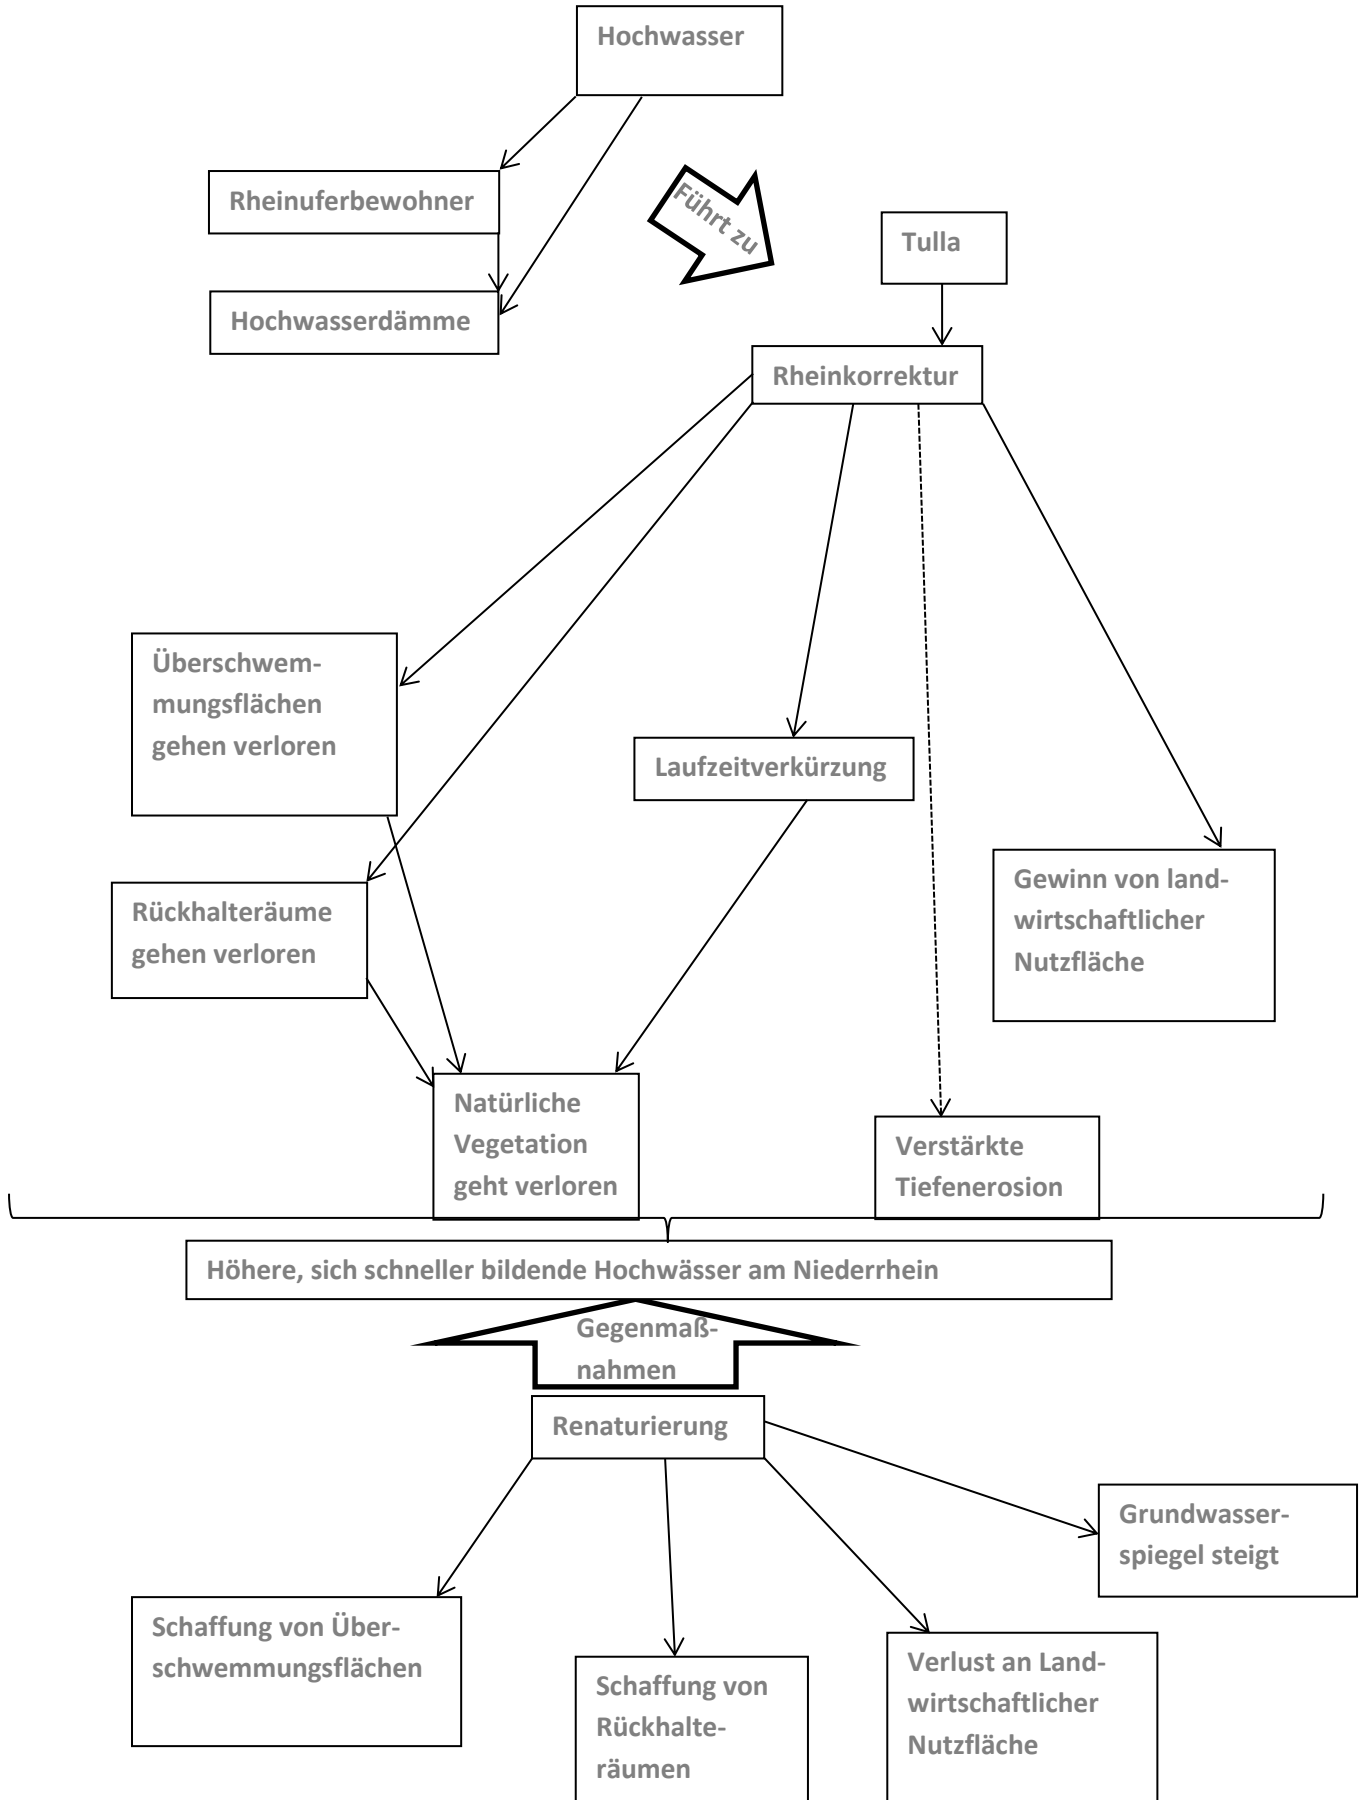 Hochwasser
Rheinuferbewohner
Führt zu
Tulla
Hochwasserdämme
Rheinkorrektur
Überschwem-
mungsflächen
gehen verloren
Laufzeitverkürzung
Rückhalteräume
gehen verloren
Gewinn von land-
wirtschaftlicher
Nutzfläche
Natürliche
Vegetation
geht verloren
Verstärkte
Tiefenerosion
Höhere, sich schneller bildende Hochwässer am Niederrhein
Gegenmaß-
nahmen
Renaturierung
Grundwasser-
spiegel steigt
Schaffung von Über-
schwemmungsflächen
Schaffung von
Rückhalte-
räumen
Verlust an Land-
wirtschaftlicher
Nutzfläche